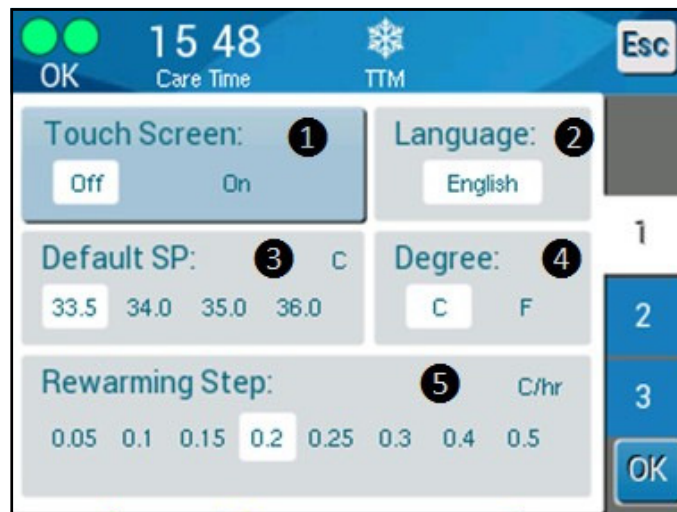 15 48
Esc
OK Care Time TTM
Touch Screen: 1
Off On
Language: 2
English
1
Default SP: 3 C
33.5 34.0 35.0 36.0
Degree: 4
C F
2
Rewarming Step: 5 C/hr
0.05 0.1 0.15 0.2 0.25 0.3 0.4 0.5
3
OK